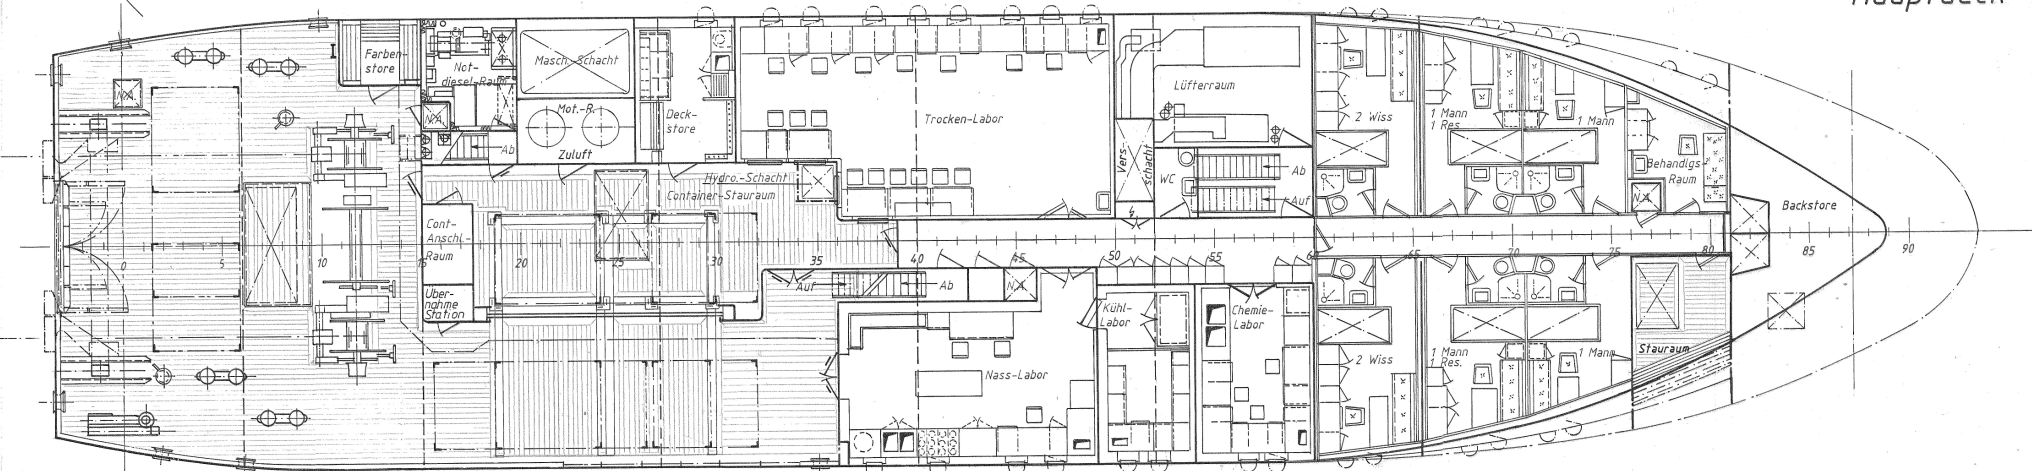 Hauptdeck
Farben-
store
Not-
diesel-Raum
Masch.-Schacht
Mot.-R.
Zuluft
Ab
N.A.
N.A.
Deck-
store
Trocken-Labor
Hydro.-Schacht
Container-Stauraum
Vers.-
schacht
Lüfterraum
WC
Ab
Auf
2 Wiss
1 Mann
1 Res.
1 Mann
Behandlgs-
Raum
N.A.
Backstore
Cont-
Anschl.-
Raum
Über-
nahme
Station
0
5
10
15
20
25
30
35
40
45
50
55
60
65
70
75
80
85
90
Auf
Ab
N.A.
Nass-Labor
Kühl-
Labor
Chemie-
Labor
2 Wiss
1 Mann
1 Res.
1 Mann
Stauraum